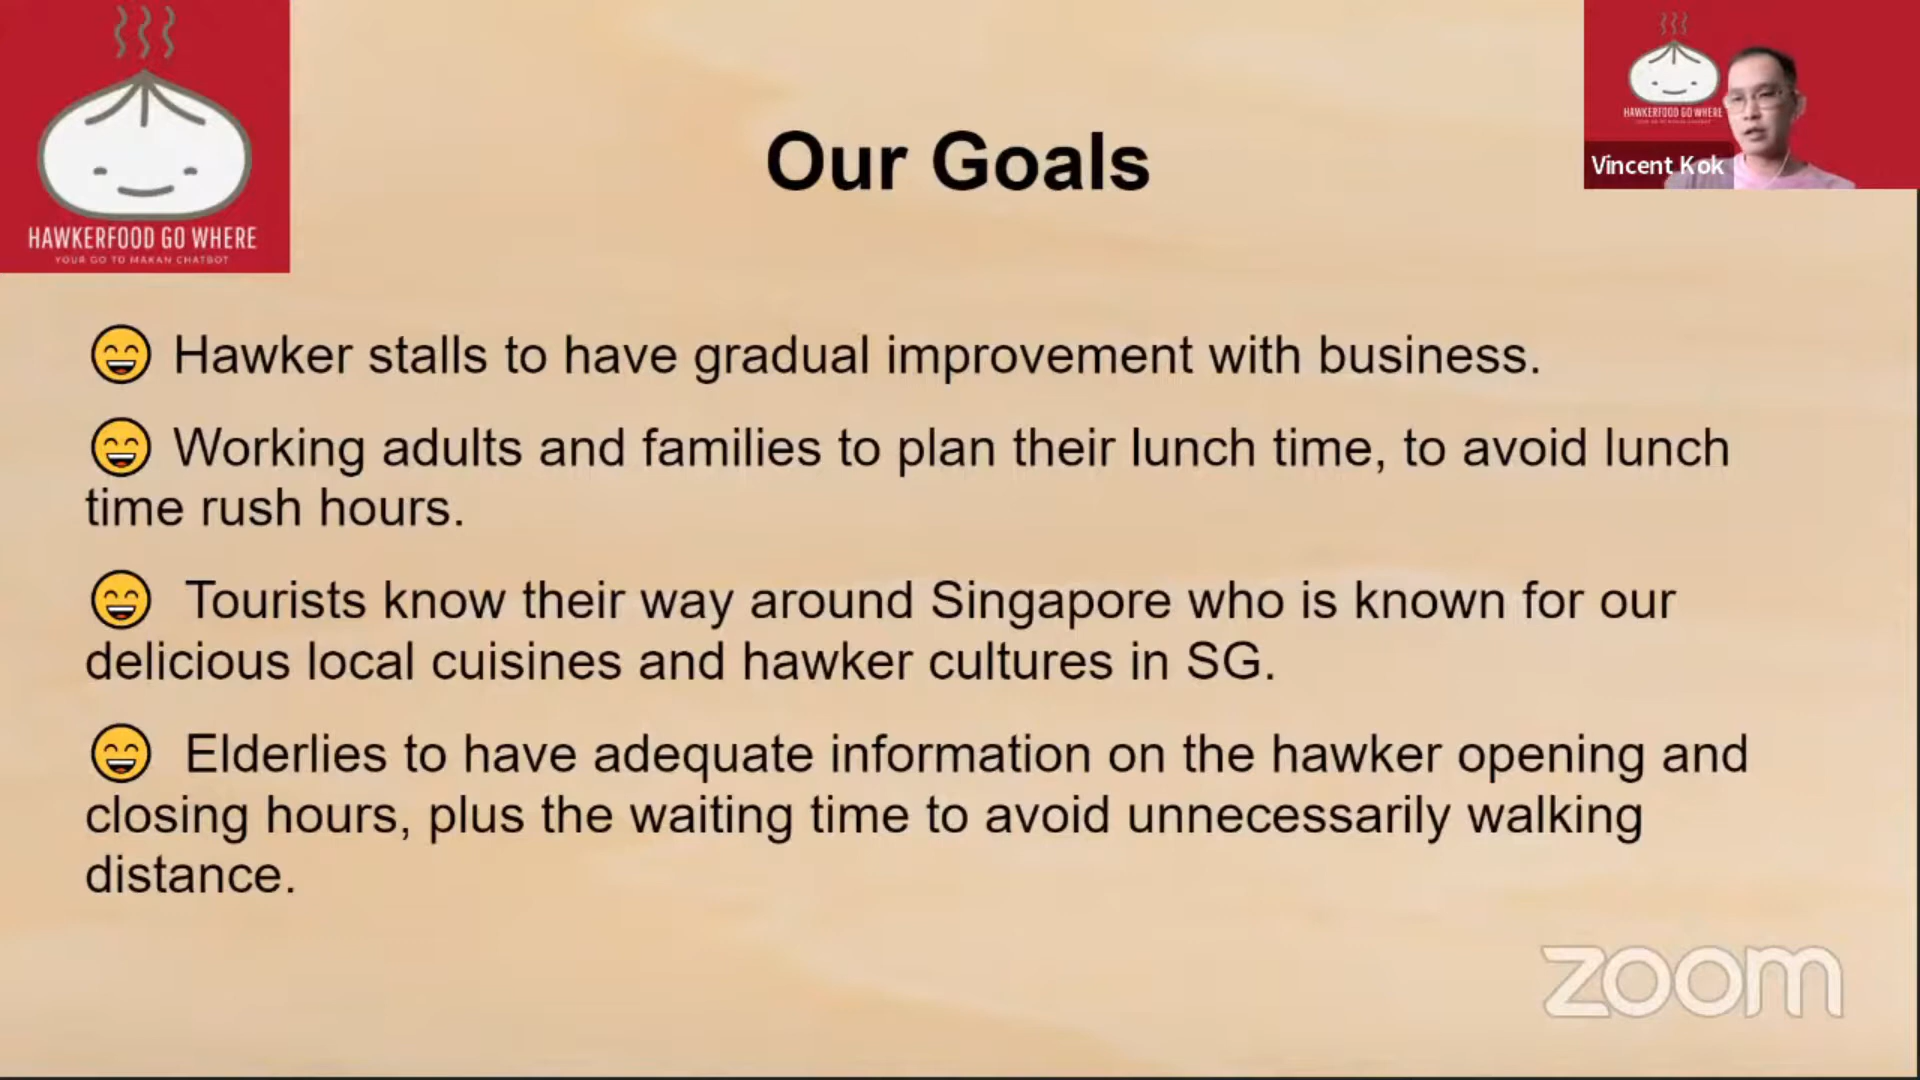 HAWKERFOOD GO WHERE
YOUR GO TO MAKAN CHATBOT
Our Goals
HAWKERFOOD GO WHERE
Vincent Kok
😄 Hawker stalls to have gradual improvement with business.
😄 Working adults and families to plan their lunch time, to avoid lunch
time rush hours.
😄 Tourists know their way around Singapore who is known for our
delicious local cuisines and hawker cultures in SG.
😄 Elderlies to have adequate information on the hawker opening and
closing hours, plus the waiting time to avoid unnecessarily walking
distance.
zoom